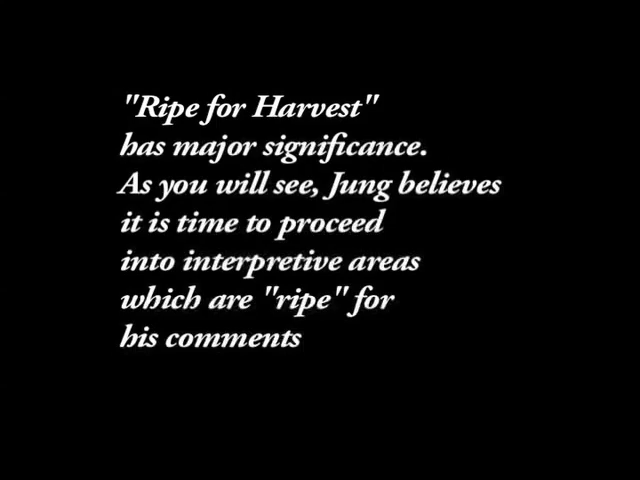 "Ripe for Harvest"
has major significance.
As you will see, Jung believes
it is time to proceed
into interpretive areas
which are "ripe" for
his comments